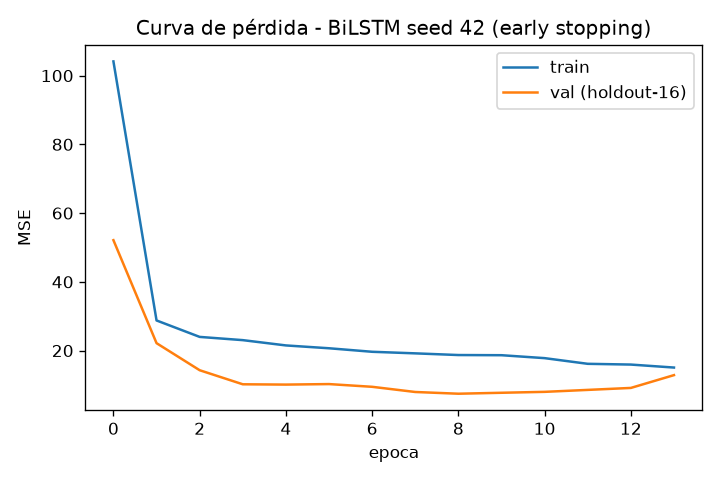 Curva de pérdida - BiLSTM seed 42 (early stopping)
train
val (holdout-16)
MSE
100
80
60
40
20
0
2
4
6
8
10
12
epoca